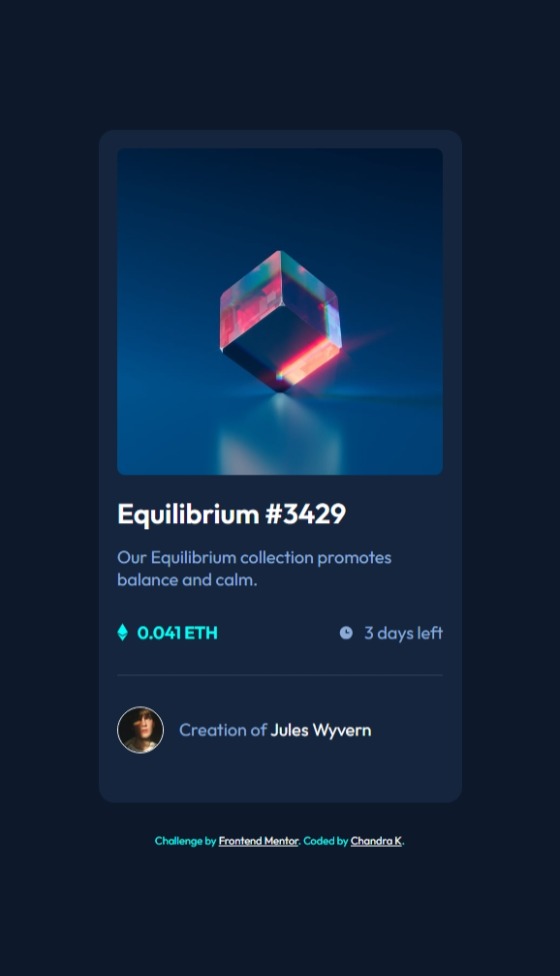 Equilibrium #3429
Our Equilibrium collection promotes
balance and calm.
0.041 ETH
3 days left
Creation of Jules Wyvern
Challenge by Frontend Mentor. Coded by Chandra K.